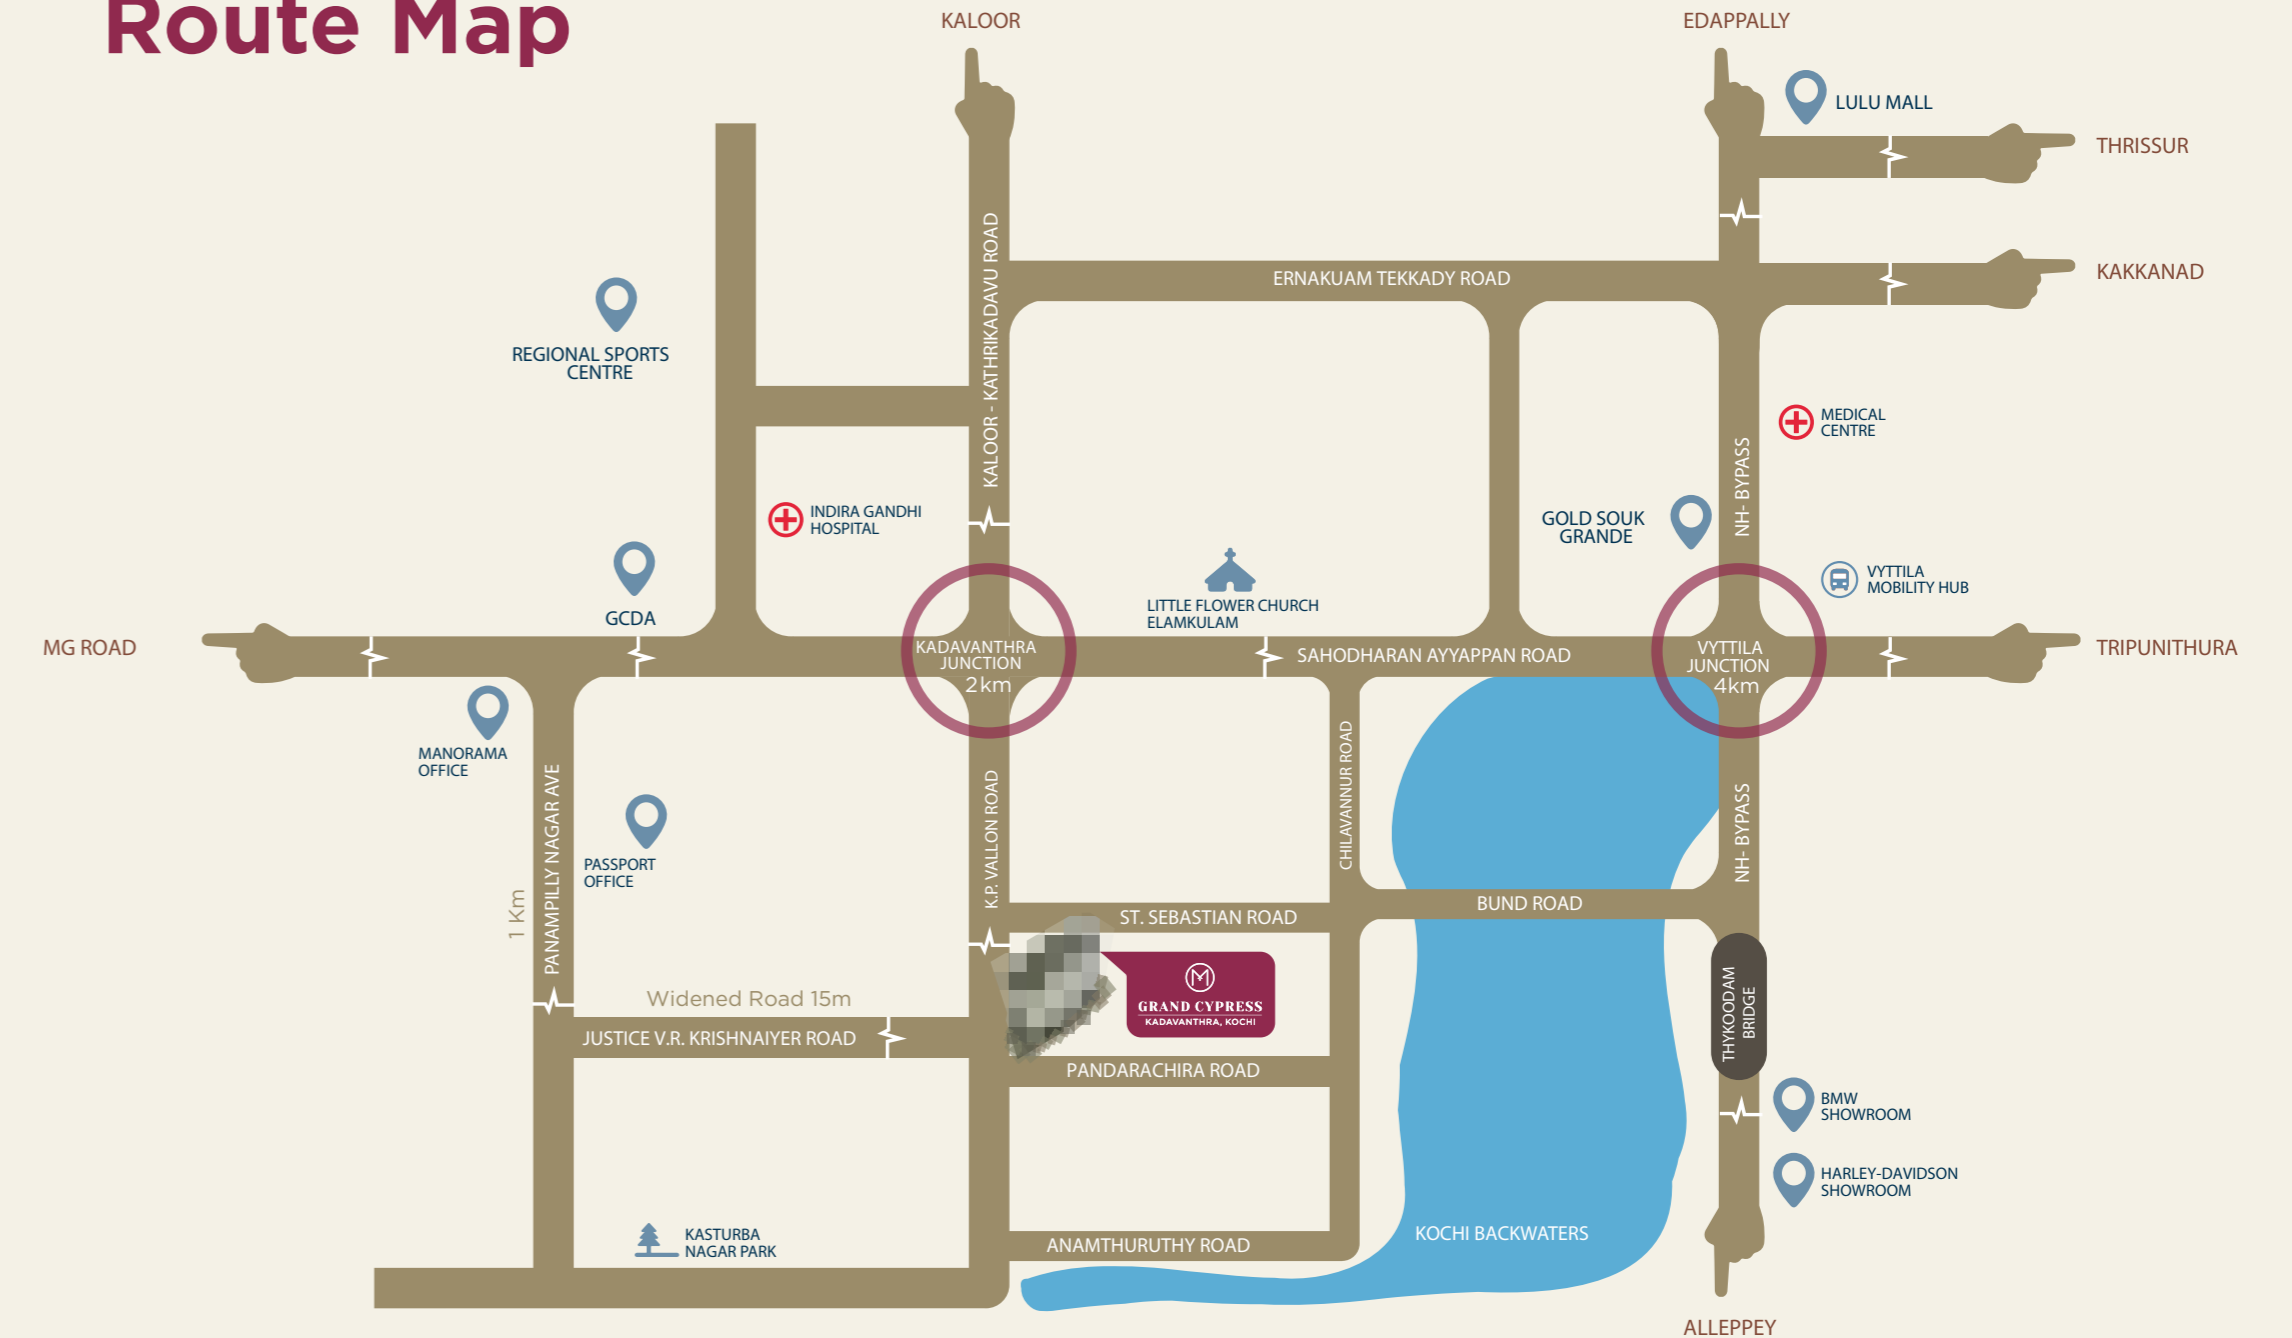 Route Map
KALOOR
EDAPPALLY
LULU MALL
THRISSUR
KALOOR - KATHRIKADAVU ROAD
ERNAKUAM TEKKADY ROAD
KAKKANAD
REGIONAL SPORTS
CENTRE
MEDICAL
CENTRE
NH- BYPASS
INDIRA GANDHI
HOSPITAL
GOLD SOUK
GRANDE
VYTTILA
MOBILITY HUB
GCDA
LITTLE FLOWER CHURCH
ELAMKULAM
MG ROAD
KADAVANTHRA
JUNCTION
2km
SAHODHARAN AYYAPPAN ROAD
VYTTILA
JUNCTION
4km
TRIPUNITHURA
MANORAMA
OFFICE
PANAMPILLY NAGAR AVE
1 Km
PASSPORT
OFFICE
K.P. VALLON ROAD
CHILAVANNUR ROAD
NH- BYPASS
BUND ROAD
ST. SEBASTIAN ROAD
M
GRAND CYPRESS
KADAVANTHRA, KOCHI
Widened Road 15m
JUSTICE V.R. KRISHNAIYER ROAD
THYKOODAM
BRIDGE
PANDARACHIRA ROAD
BMW
SHOWROOM
HARLEY-DAVIDSON
SHOWROOM
KASTURBA
NAGAR PARK
ANAMTHURUTHY ROAD
KOCHI BACKWATERS
ALLEPPEY